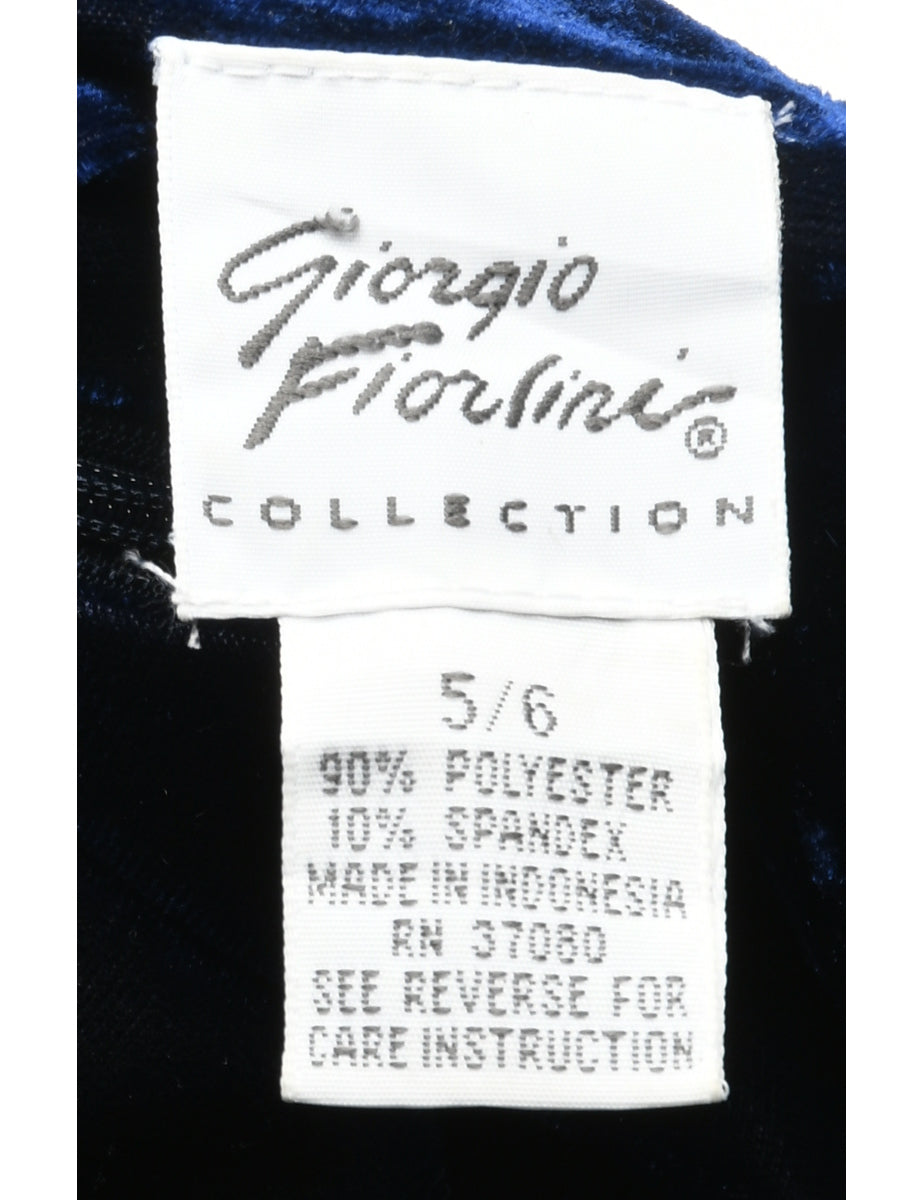 Giorgio
Fiorlini®
COLLECTION
5/6
90% POLYESTER
10% SPANDEX
MADE IN INDONESIA
RN 37080
SEE REVERSE FOR
CARE INSTRUCTION